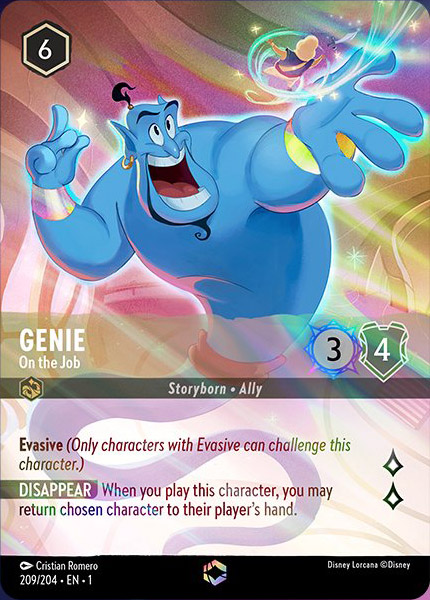 6
GENIE
On the Job
3
4
Storyborn • Ally
Evasive (Only characters with Evasive can challenge this
character.)
DISAPPEAR When you play this character, you may
return chosen character to their player's hand.
Cristian Romero
209/204 • EN • 1
Disney Lorcana ©Disney